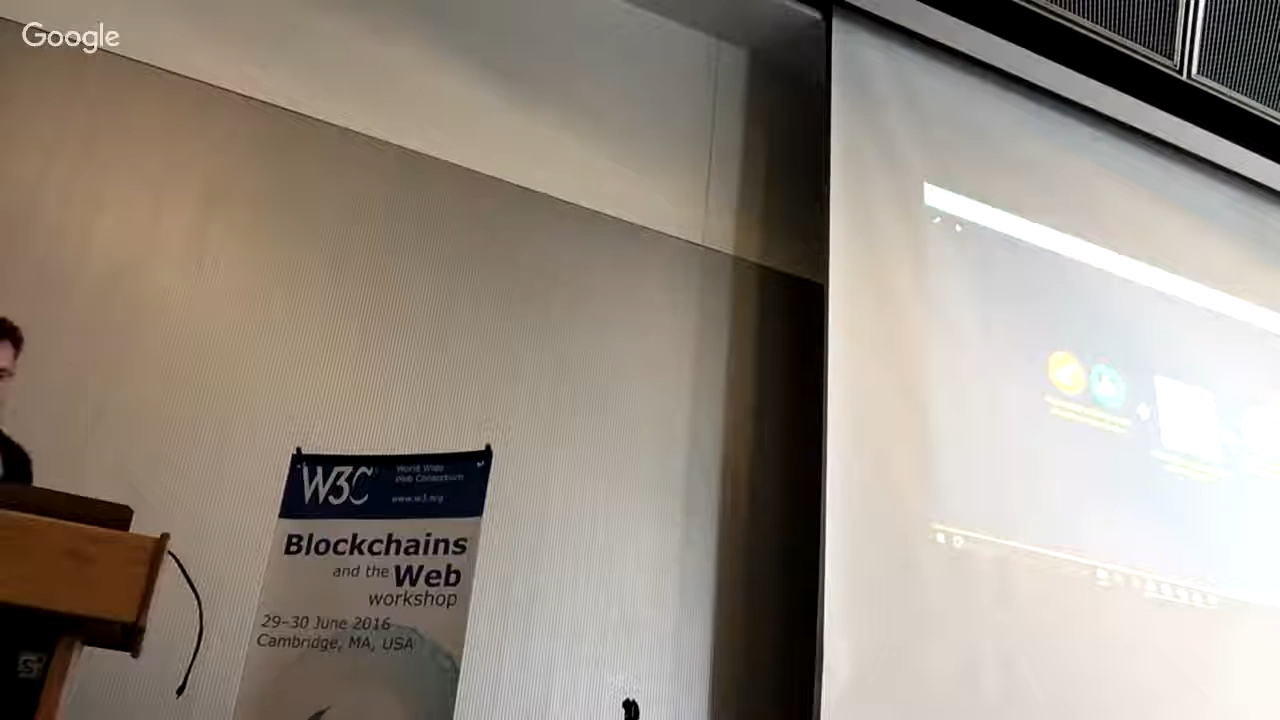 Google
W3C
World Wide
Web Consortium
www.w3.org
Blockchains
and the Web
workshop
29-30 June 2016
Cambridge, MA, USA